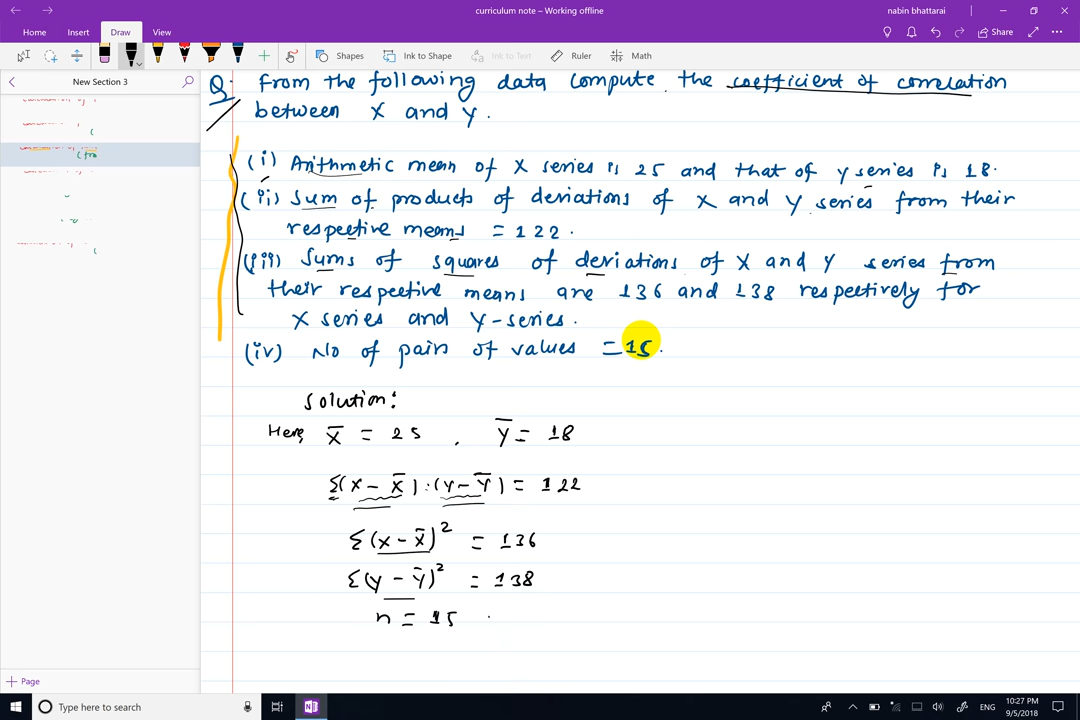 curriculum note – Working offline
nabin bhattarai
Home Insert Draw View
Share
Shapes Ink to Shape Ink to Text Ruler Math
New Section 3
Q. From the following data compute the coefficient of correlation
between X and Y.
(i) Arithmetic mean of X series is 25 and that of Y series is 18.
(ii) Sum of products of deviations of X and Y series from their
respective means = 122.
(iii) Sums of squares of deviations of X and Y series from
their respective means are 136 and 138 respectively for
X series and Y-series.
(iv) No of pairs of values = 15.
Solution:
Here, X̅ = 25 , Y̅ = 18
Σ(X - X̅).(Y - Y̅) = 122
Σ(X - X̅)² = 136
Σ(Y - Y̅)² = 138
n = 15
+ Page
Type here to search
ENG
10:27 PM
9/5/2018